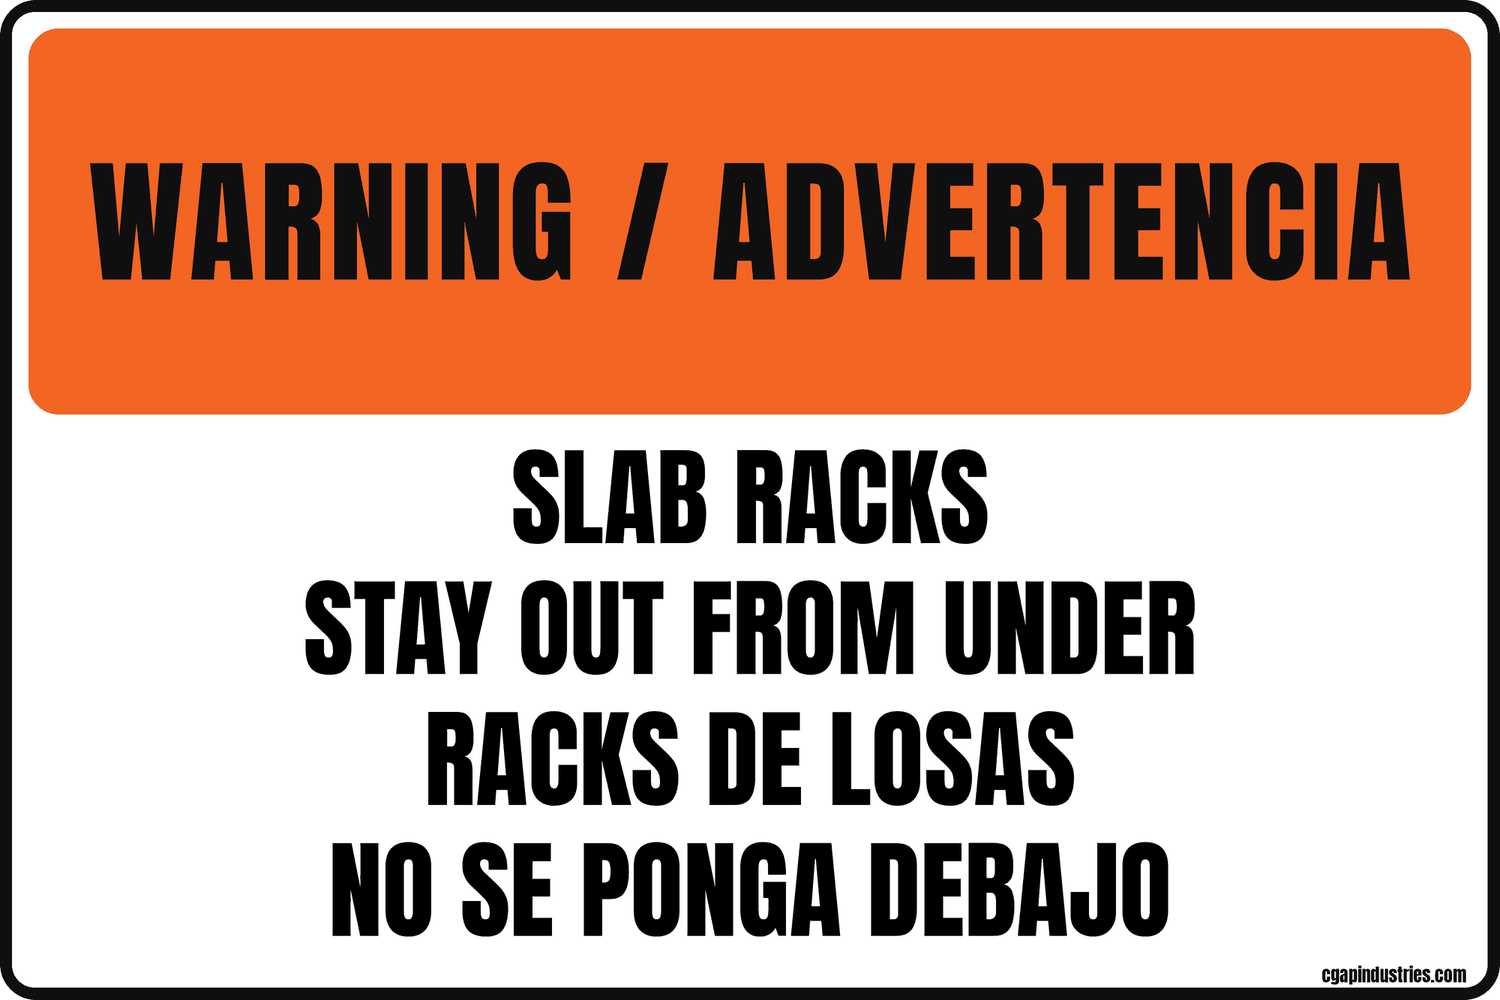 WARNING / ADVERTENCIA
SLAB RACKS
STAY OUT FROM UNDER
RACKS DE LOSAS
NO SE PONGA DEBAJO
cgapindustries.com